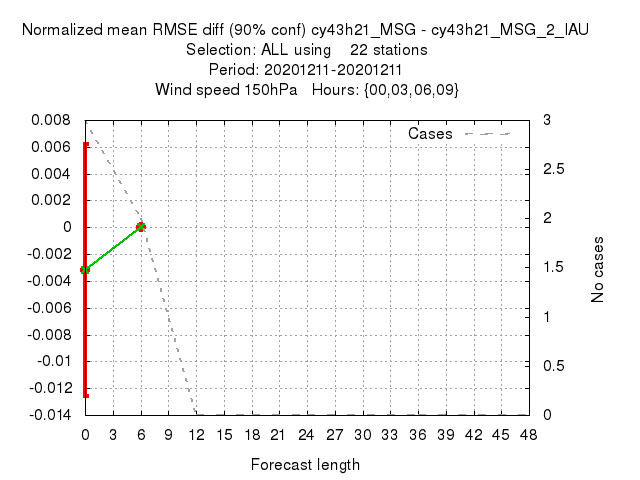 Normalized mean RMSE diff (90% conf) cy43h21_MSG - cy43h21_MSG_2_IAU
Selection: ALL using 22 stations
Period: 20201211-20201211
Wind speed 150hPa Hours: {00,03,06,09}
Cases
0.008
0.006
0.004
0.002
0
-0.002
-0.004
-0.006
-0.008
-0.01
-0.012
-0.014
3
2.5
2
1.5
1
0.5
0
No cases
0 3 6 9 12 15 18 21 24 27 30 33 36 39 42 45 48
Forecast length